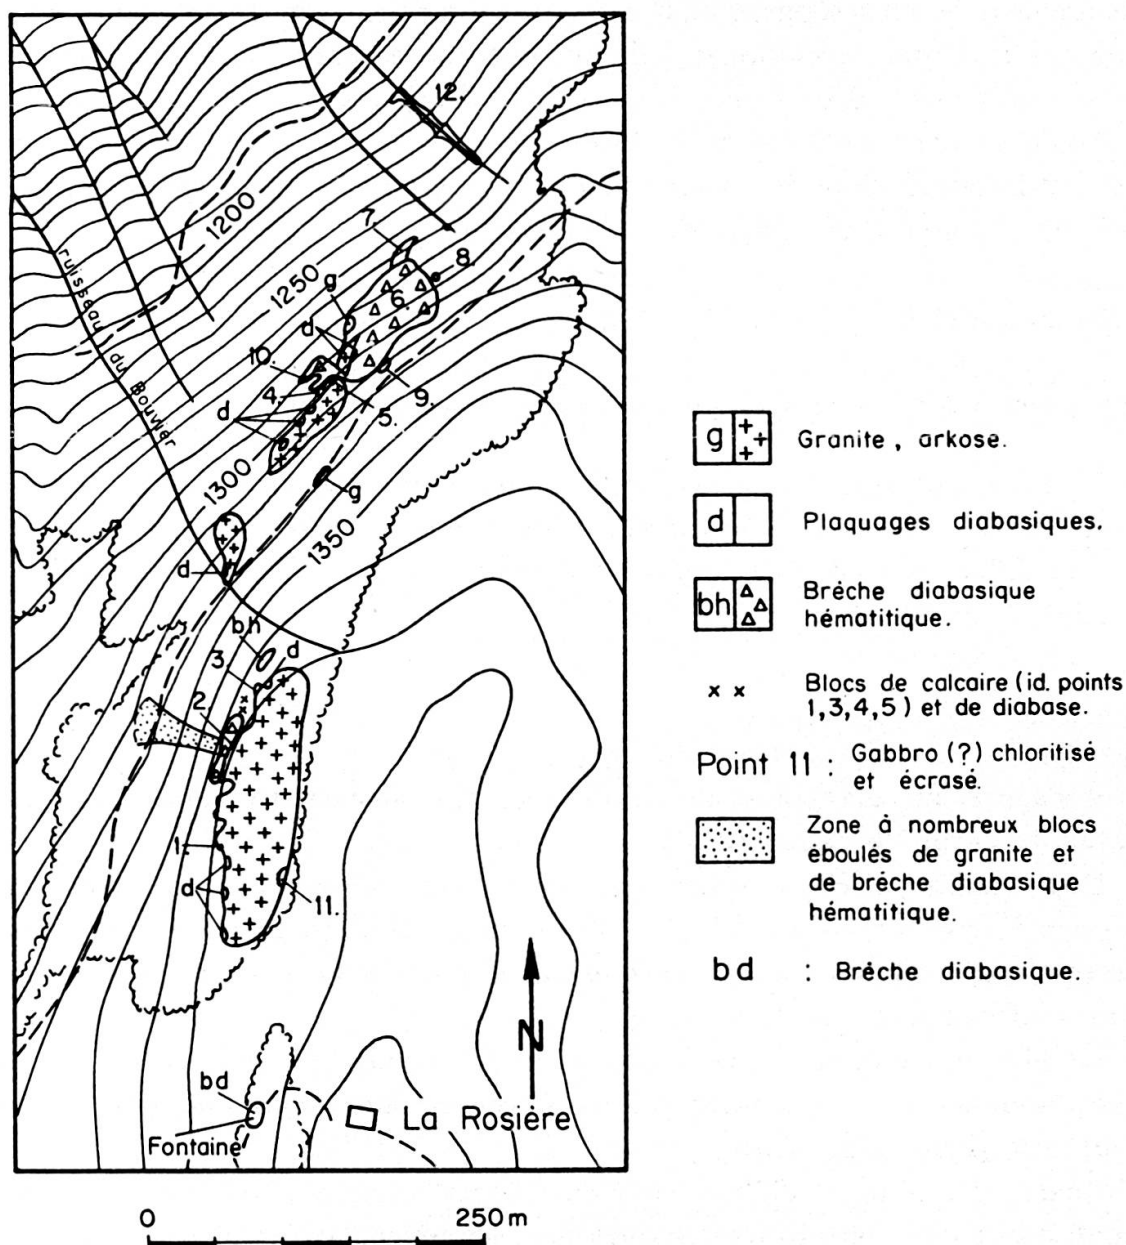 12.
1200
7
8.
1250
g
6.
d
ruisseau du Bouvier
10.
4.
9.
d
5.
1300
g
1350
d
bh
d
3
2
1.
d
11.
N
bd
La Rosière
Fontaine
0 250 m
g Granite, arkose.
d Plaquages diabasiques.
bh Brèche diabasique
hématitique.
x x Blocs de calcaire (id. points
1,3,4,5) et de diabase.
Point 11 : Gabbro (?) chloritisé
et écrasé.
Zone à nombreux blocs
éboulés de granite et
de brèche diabasique
hématitique.
bd : Brèche diabasique.